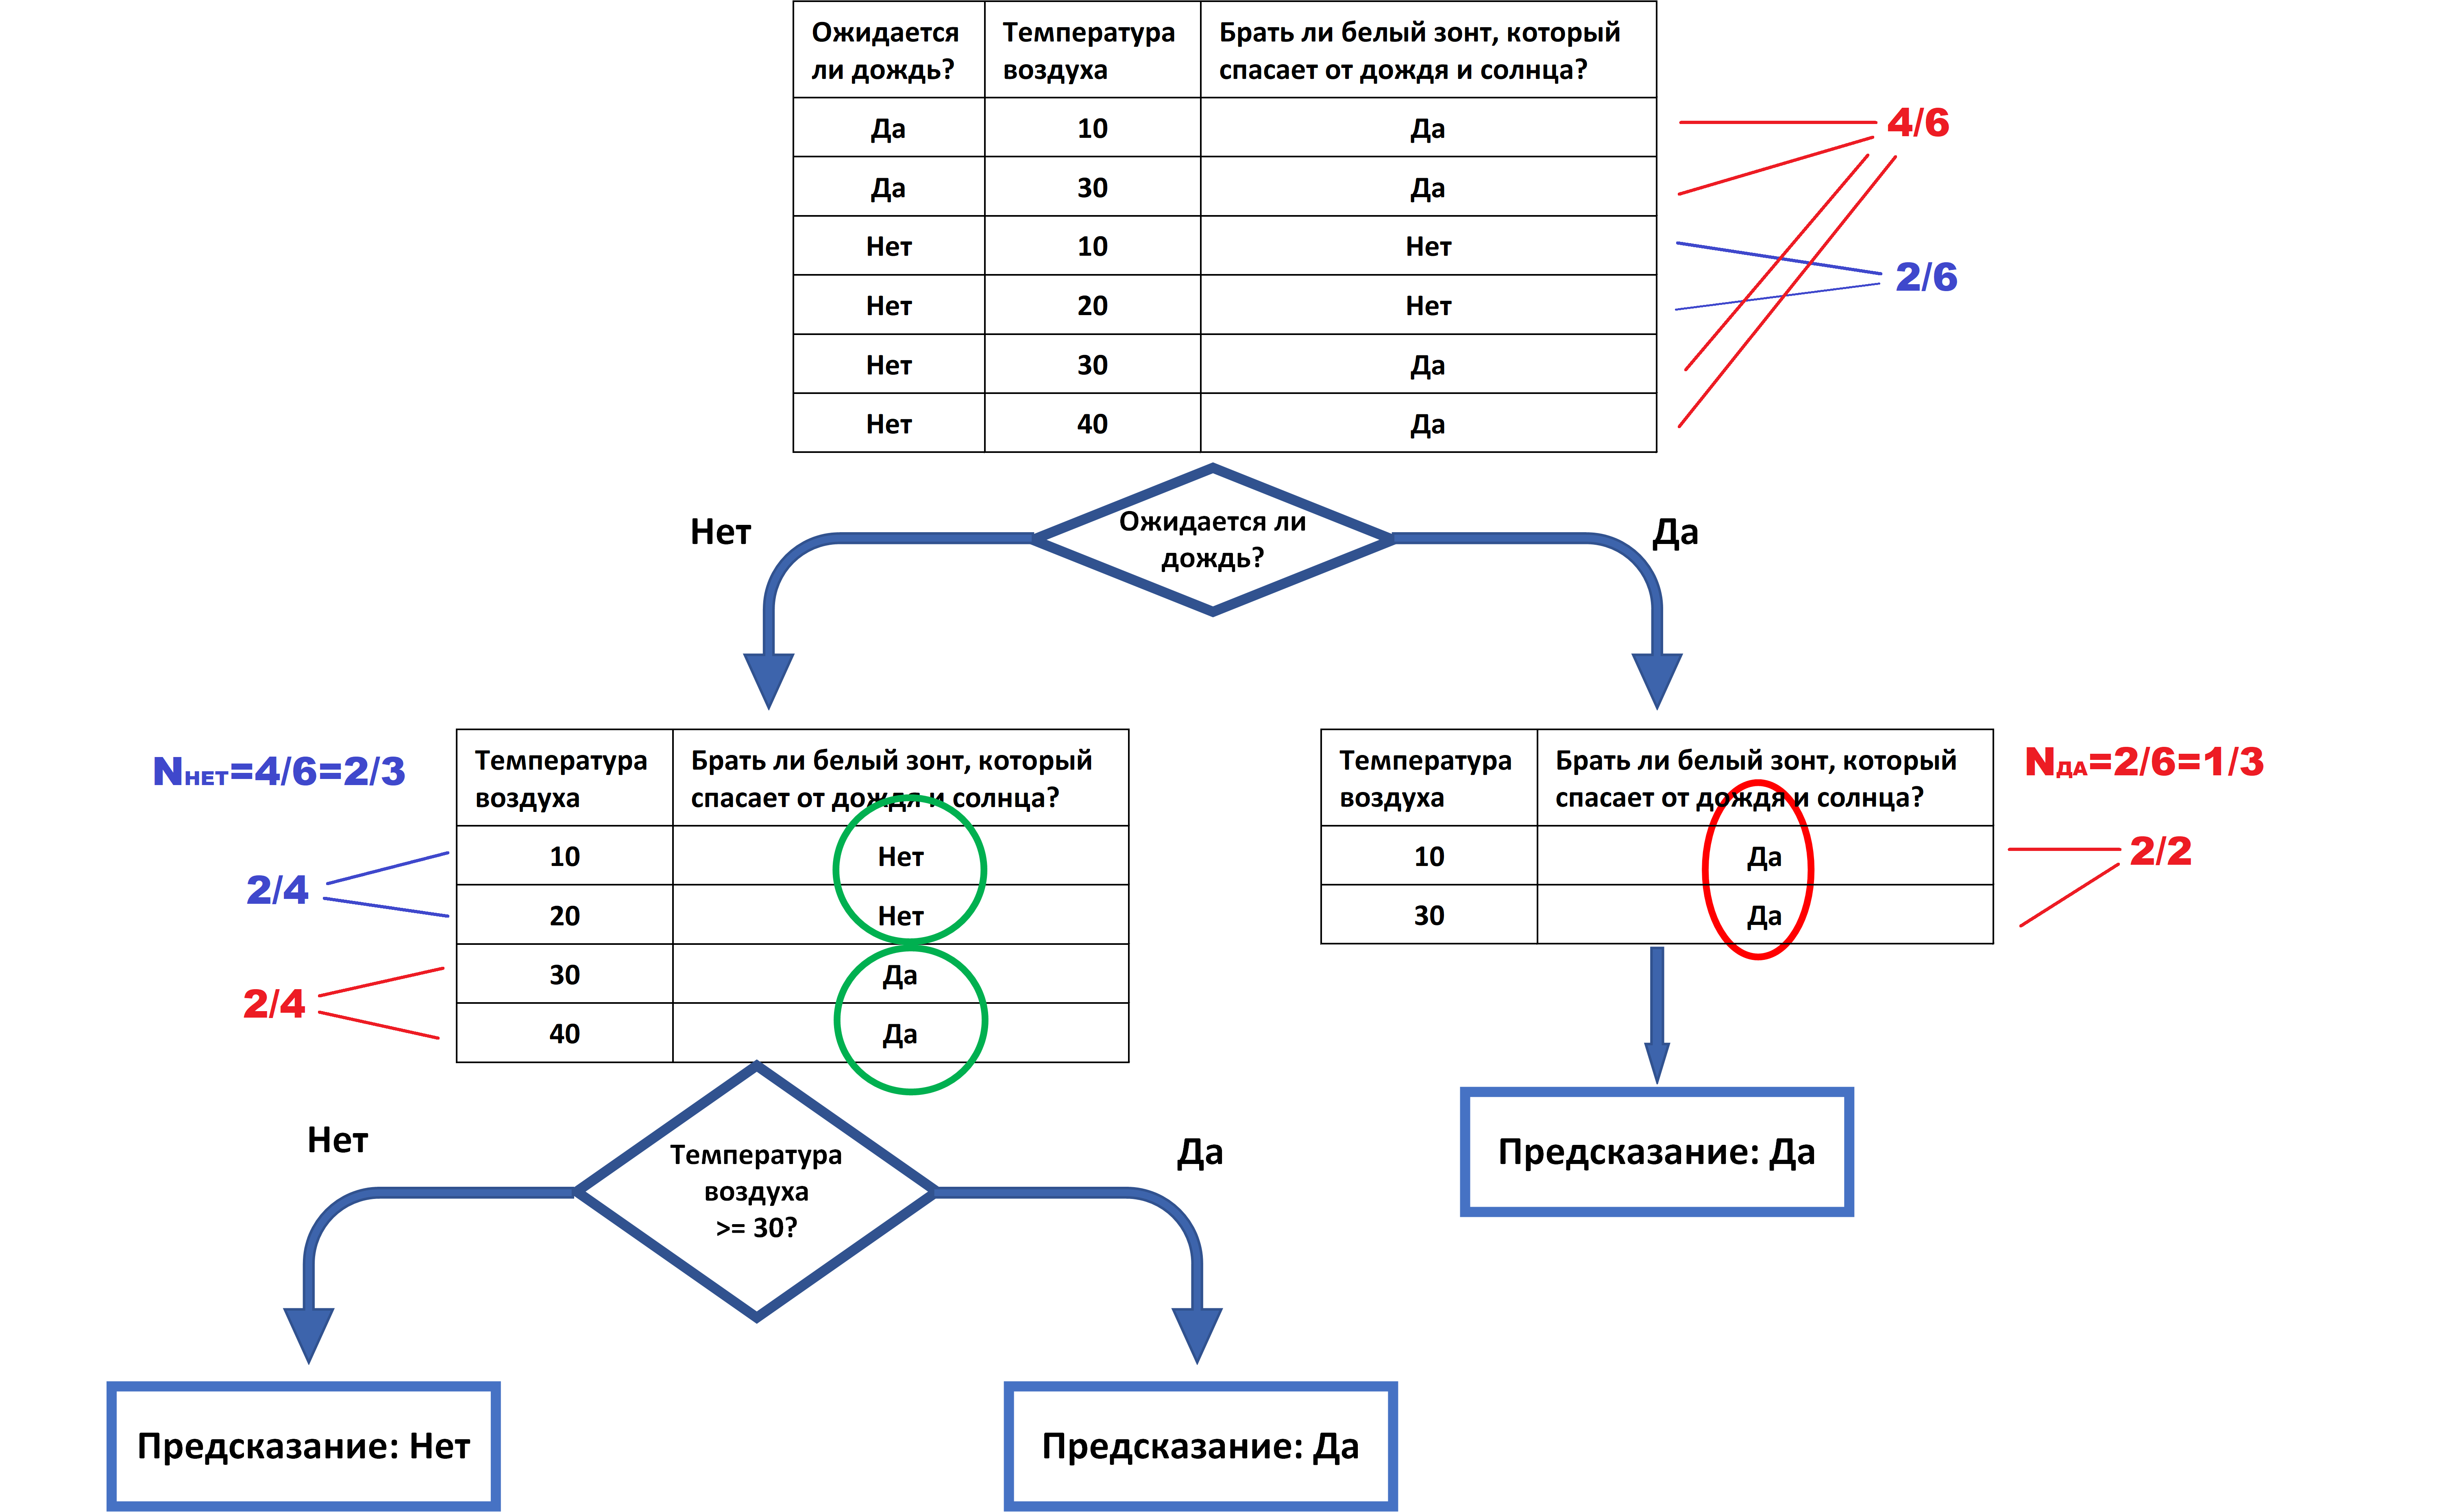 Ожидается ли дождь?
Температура воздуха
Брать ли белый зонт, который спасает от дождя и солнца?
Да 10 Да
Да 30 Да
Нет 10 Нет
Нет 20 Нет
Нет 30 Да
Нет 40 Да
4/6
2/6
Нет
Ожидается ли
дождь?
Да
NНЕТ=4/6=2/3
Температура
воздуха
Брать ли белый зонт, который
спасает от дождя и солнца?
10 Нет
20 Нет
30 Да
40 Да
2/4
2/4
Температура
воздуха
Брать ли белый зонт, который
спасает от дождя и солнца?
10 Да
30 Да
NДА=2/6=1/3
2/2
Нет
Температура
воздуха
>= 30?
Да
Предсказание: Да
Предсказание: Нет
Предсказание: Да